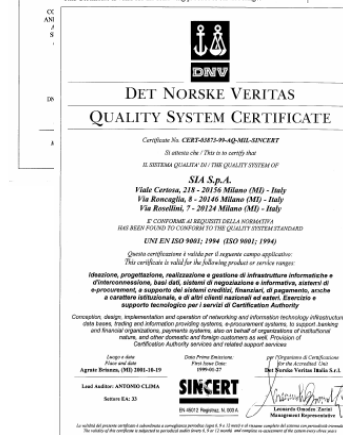 DNV
DET NORSKE VERITAS
QUALITY SYSTEM CERTIFICATE
Certificate No. CERT-03873-99-AQ-MIL-SINCERT
Si attesta che / This is to certify that
IL SISTEMA QUALITA' DI / THE QUALITY SYSTEM OF
SIA S.p.A.
Viale Certosa, 218 - 20156 Milano (MI) - Italy
Via Roncaglia, 8 - 20146 Milano (MI) - Italy
Via Rosellini, 7 - 20124 Milano (MI) - Italy
E' CONFORME AI REQUISITI DELLA NORMATIVA
HAS BEEN FOUND TO CONFORM TO THE QUALITY SYSTEM STANDARD
UNI EN ISO 9001; 1994 (ISO 9001; 1994)
Questa certificazione è valida per il seguente campo applicativo:
This certificate is valid for the following product or service ranges:
Ideazione, progettazione, realizzazione e gestione di infrastrutture informatiche e
d'interconnessione, basi dati, sistemi di negoziazione e informativa, sistemi di
e-procurement, a supporto dei sistemi creditizi, finanziari, di pagamento, anche
a carattere istituzionale, e di altri clienti nazionali ed esteri. Esercizio e
supporto tecnologico per i servizi di Certification Authority
Conception, design, implementation and operation of networking and information technology infrastructures,
data bases, trading and information providing systems, e-procurement systems, to support banking
and financial organizations, payments systems, also on behalf of organizations of institutional
nature, and other domestic and foreign customers as well. Provision of
Certification Authority services and related support services
Luogo e data
Place and date
Agrate Brianza, (MI) 2001-10-19
Data Prima Emissione:
First Issue Date:
1999-01-27
per l'Organismo di Certificazione
for the Accredited Unit
Det Norske Veritas Italia S.r.l.
Lead Auditor: ANTONIO CLIMA
Settore EA: 33
SINCERT
Leonardo Omodeo Zorini
Management Representative